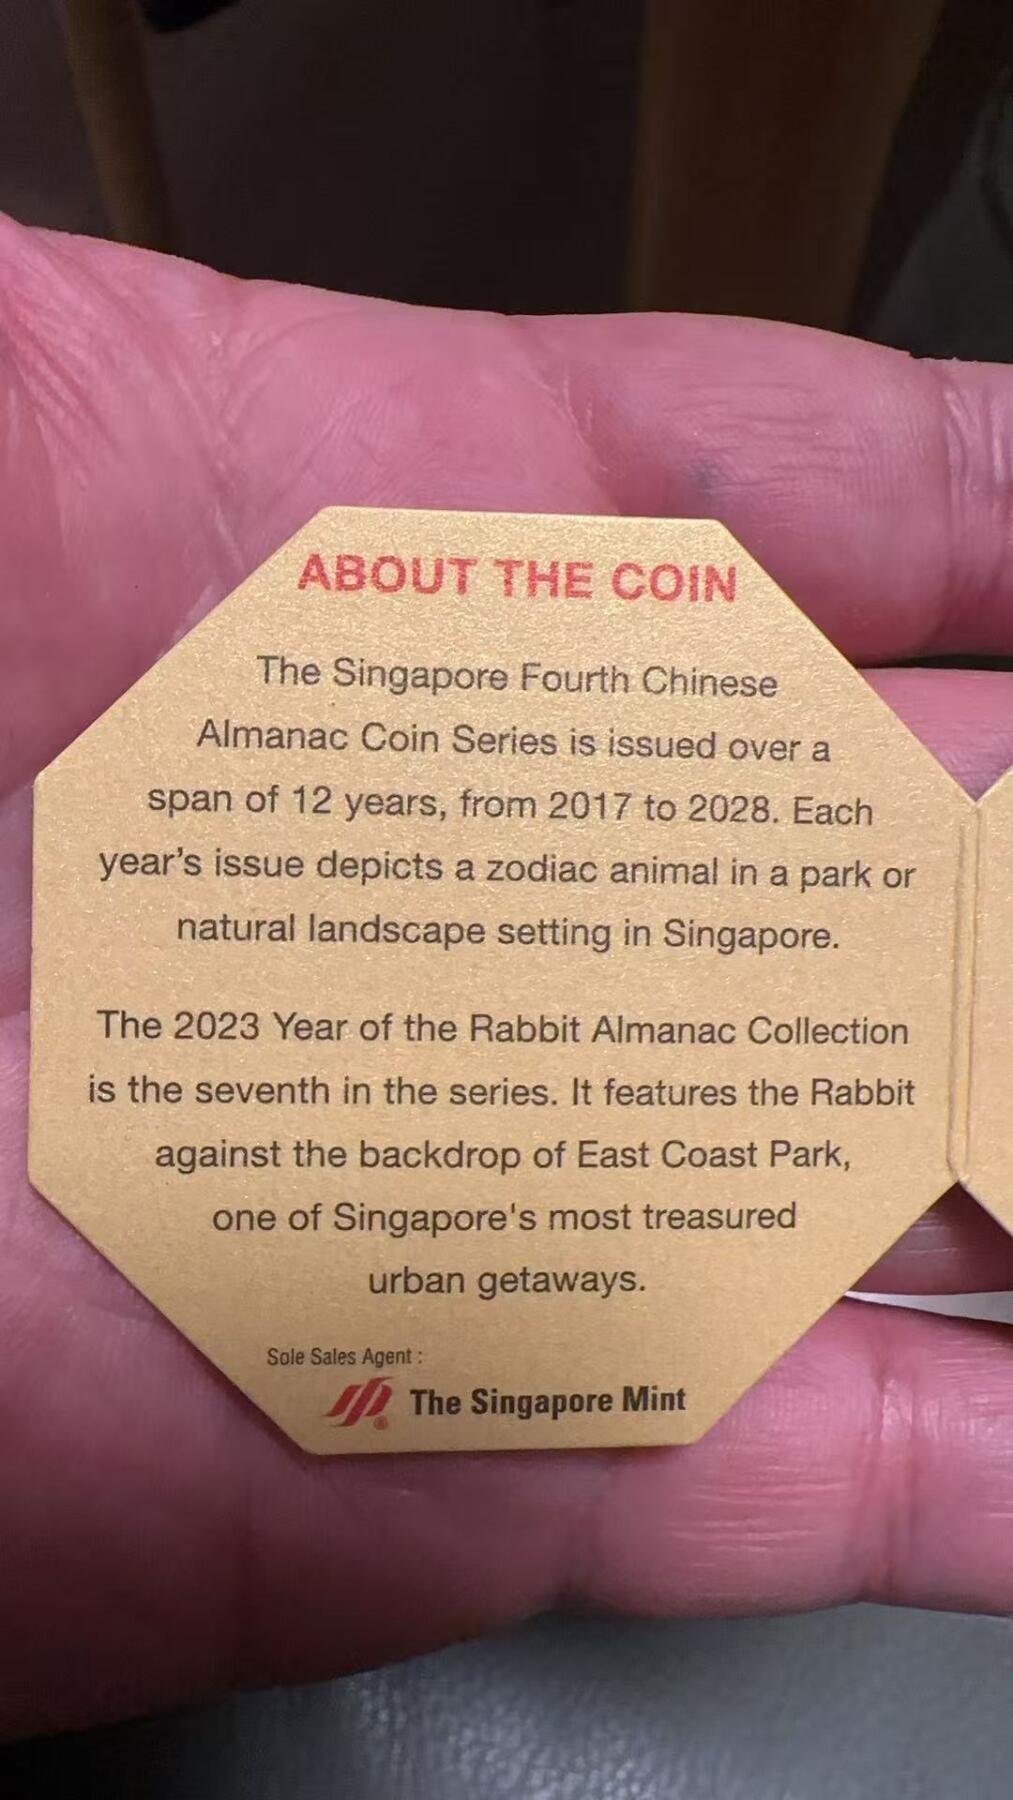 ABOUT THE COIN
The Singapore Fourth Chinese
Almanac Coin Series is issued over a
span of 12 years, from 2017 to 2028. Each
year’s issue depicts a zodiac animal in a park or
natural landscape setting in Singapore.
The 2023 Year of the Rabbit Almanac Collection
is the seventh in the series. It features the Rabbit
against the backdrop of East Coast Park,
one of Singapore's most treasured
urban getaways.
Sole Sales Agent :
® The Singapore Mint